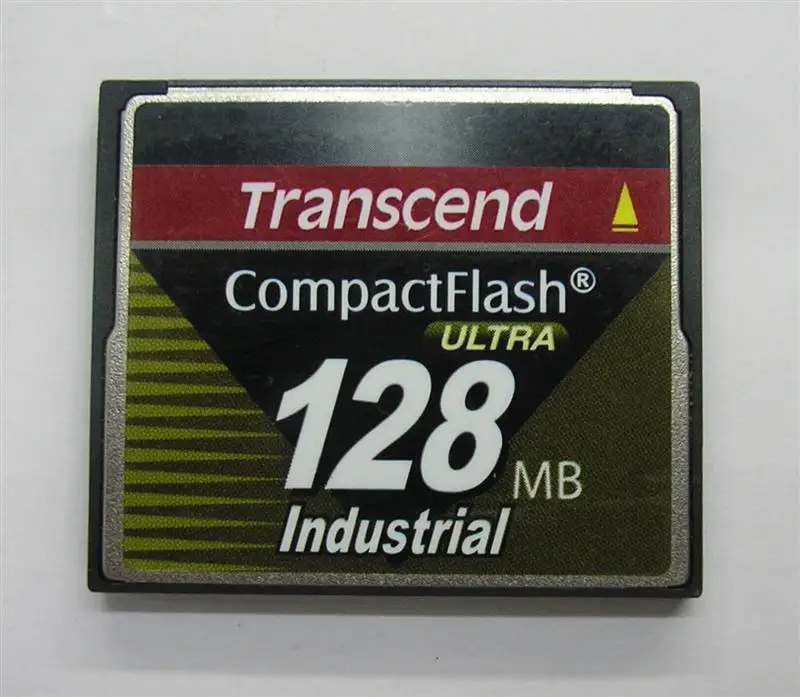 Transcend
CompactFlash®
ULTRA
128 MB
Industrial